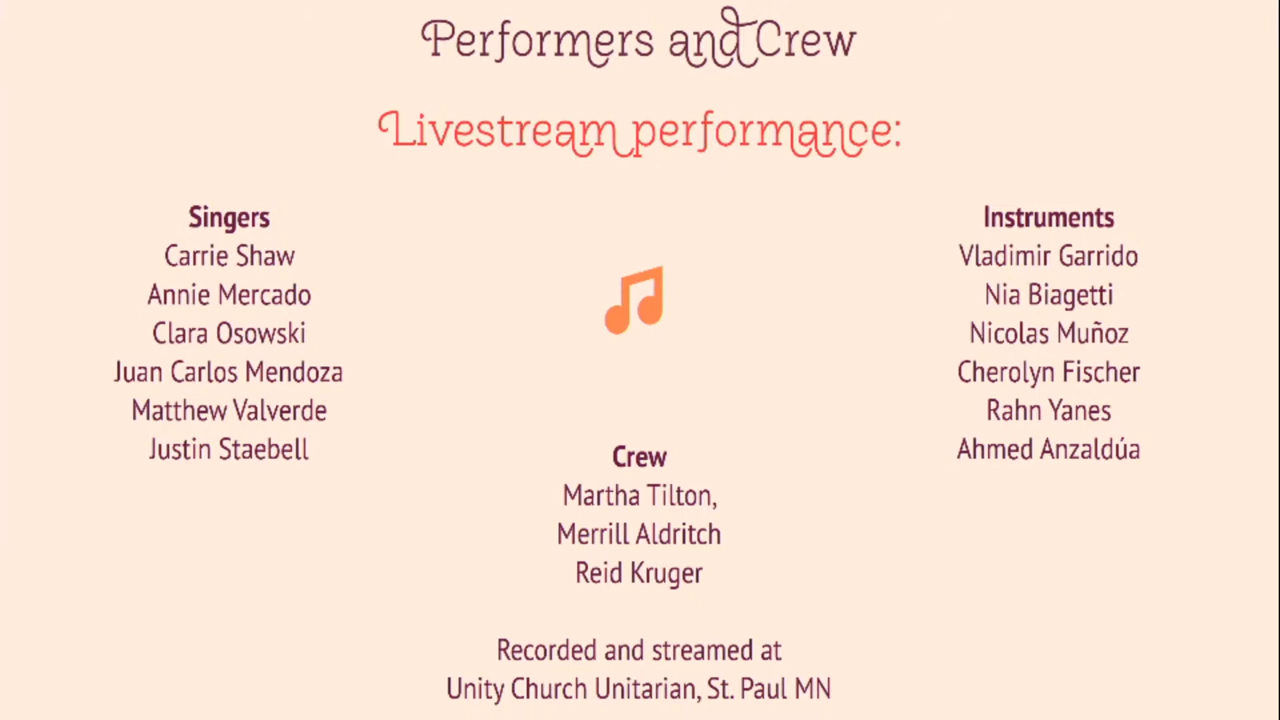 Performers and Crew
Livestream performance:
Singers
Carrie Shaw
Annie Mercado
Clara Osowski
Juan Carlos Mendoza
Matthew Valverde
Justin Staebell
Instruments
Vladimir Garrido
Nia Biagetti
Nicolas Muñoz
Cherolyn Fischer
Rahn Yanes
Ahmed Anzaldúa
Crew
Martha Tilton,
Merrill Aldritch
Reid Kruger
Recorded and streamed at
Unity Church Unitarian, St. Paul MN